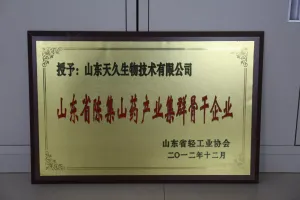 授予：山东天久生物技术有限公司
山东省陈集山药产业集群骨干企业
山东省轻工业协会
二〇一二年十二月